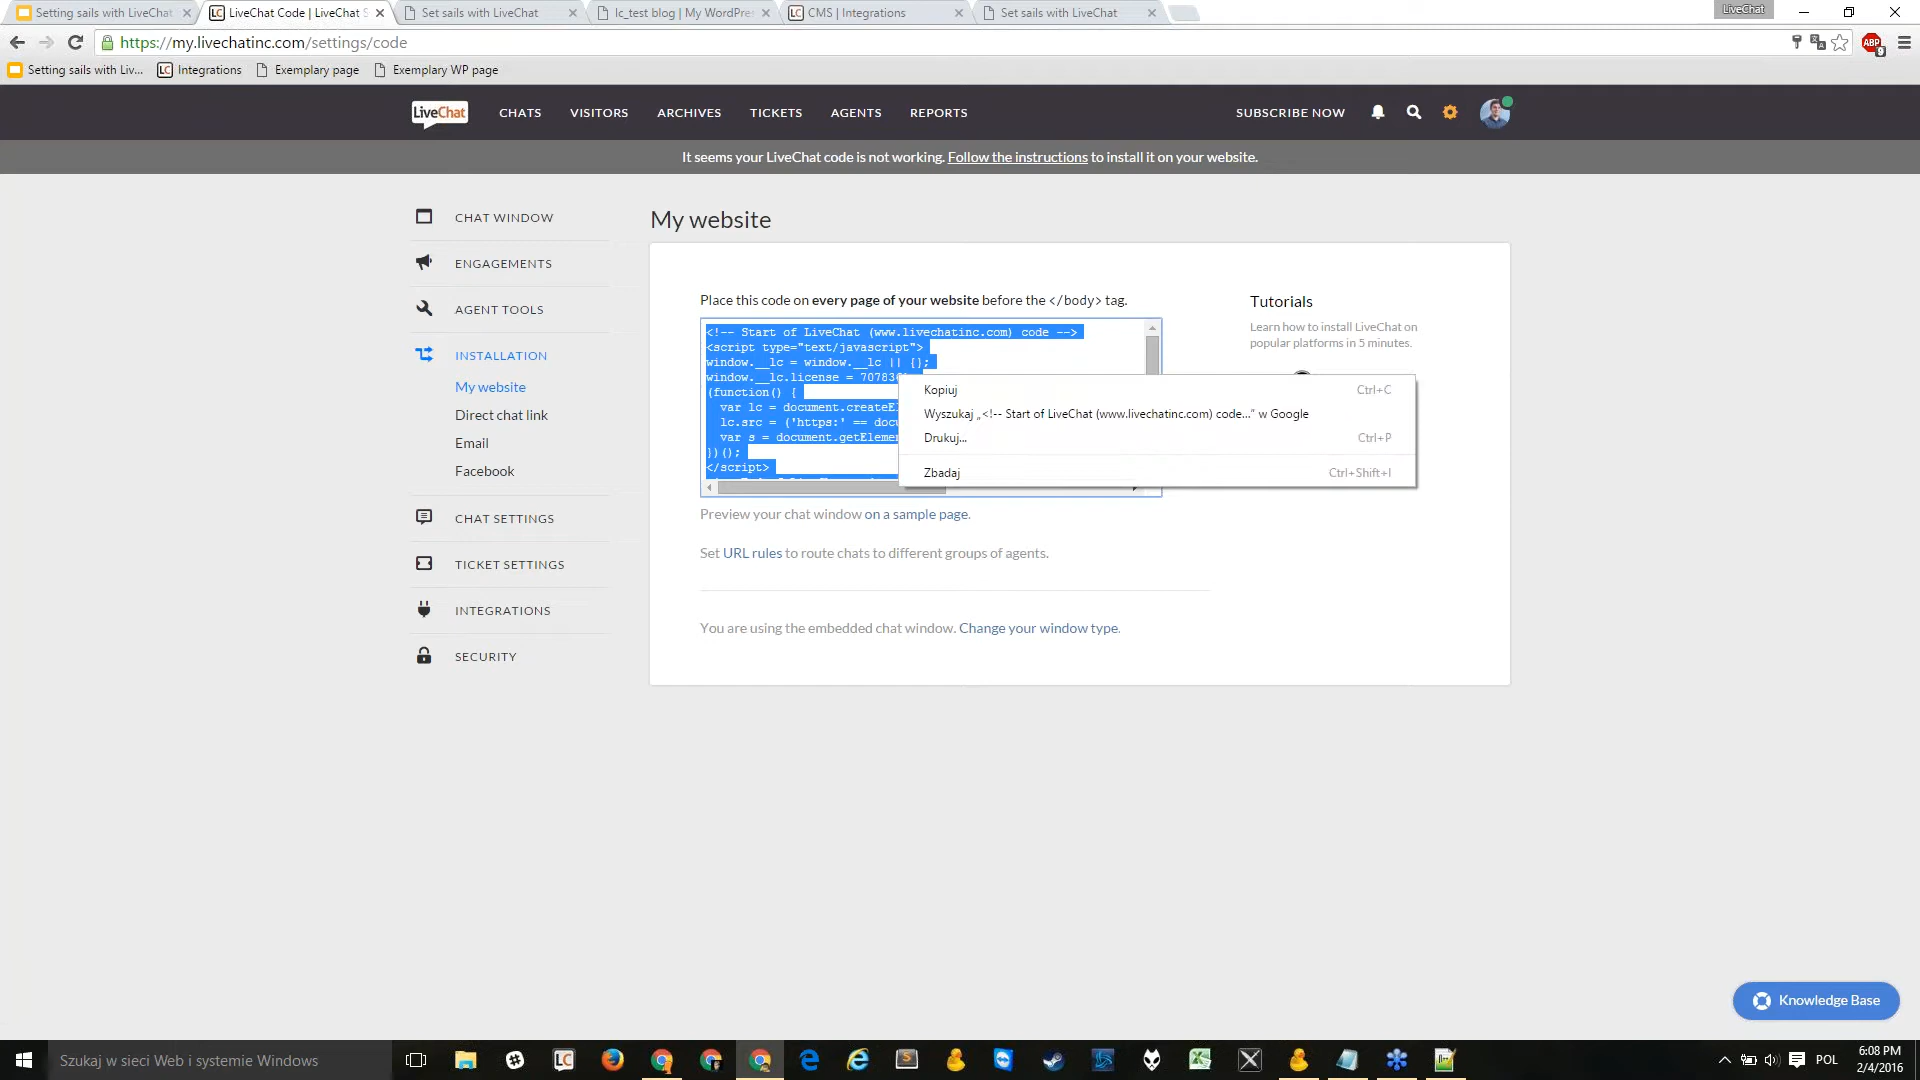 Setting sails with LiveChat
LiveChat Code | LiveChat S
Set sails with LiveChat
lc_test blog | My WordPre
CMS | Integrations
Set sails with LiveChat
LiveChat
https://my.livechatinc.com/settings/code
ABP
9
Setting sails with Liv...
Integrations
Exemplary page
Exemplary WP page
LiveChat
CHATS
VISITORS
ARCHIVES
TICKETS
AGENTS
REPORTS
SUBSCRIBE NOW
It seems your LiveChat code is not working. Follow the instructions to install it on your website.
CHAT WINDOW
ENGAGEMENTS
AGENT TOOLS
INSTALLATION
My website
Direct chat link
Email
Facebook
CHAT SETTINGS
TICKET SETTINGS
INTEGRATIONS
SECURITY
My website
Place this code on every page of your website before the </body> tag.
<!-- Start of LiveChat (www.livechatinc.com) code -->
<script type="text/javascript">
window.__lc = window.__lc || {};
window.__lc.license = 70783
(function() {
var lc = document.createEl
lc.src = ('https:' == docu
var s = document.getElemen
})();
</script>
Kopiuj Ctrl+C
Wyszukaj „<!-- Start of LiveChat (www.livechatinc.com) code...” w Google
Drukuj... Ctrl+P
Zbadaj Ctrl+Shift+I
Tutorials
Learn how to install LiveChat on
popular platforms in 5 minutes.
Preview your chat window on a sample page.
Set URL rules to route chats to different groups of agents.
You are using the embedded chat window. Change your window type.
Knowledge Base
Szukaj w sieci Web i systemie Windows
LC
POL
6:08 PM
2/4/2016